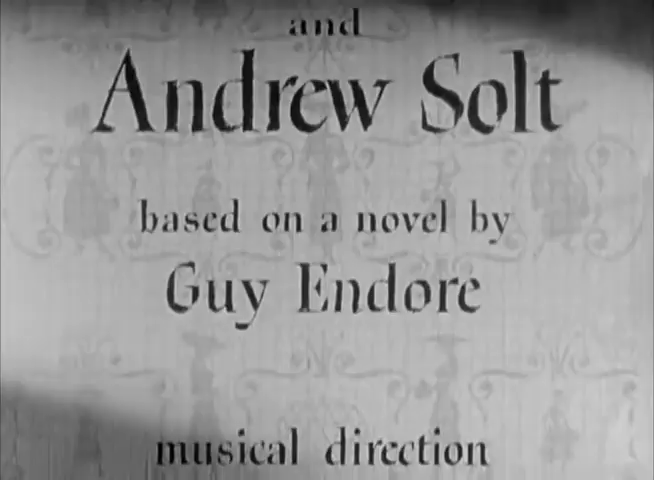 and
Andrew Solt
based on a novel by
Guy Endore
musical direction